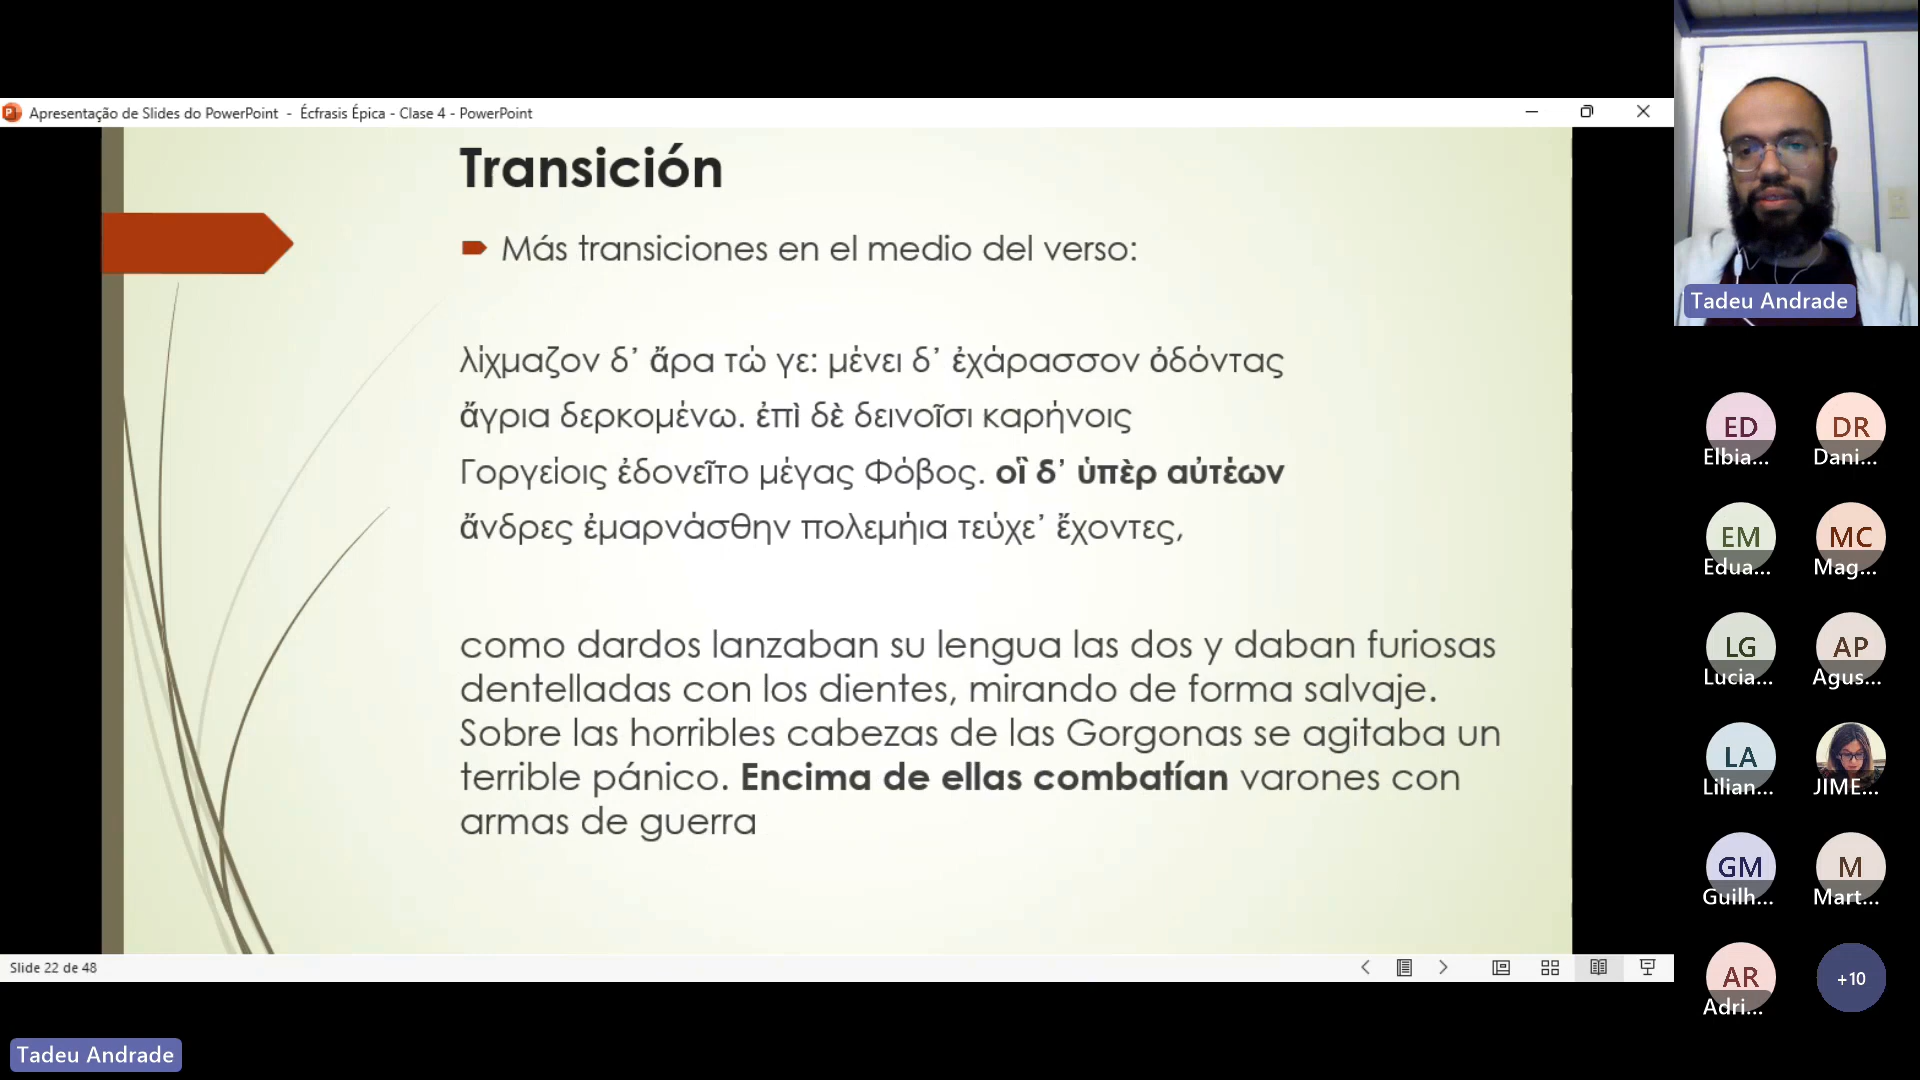 Apresentação de Slides do PowerPoint - Écfrasis Épica - Clase 4 - PowerPoint
Transición
Más transiciones en el medio del verso:
λίχμαζον δ᾽ ἄρα τώ γε: μένει δ᾽ ἐχάρασσον ὀδόντας
ἄγρια δερκομένω. ἐπὶ δὲ δεινοῖσι καρήνοις
Γοργείοις ἐδονεῖτο μέγας Φόβος. οἳ δ᾽ ὑπὲρ αὐτέων
ἄνδρες ἐμαρνάσθην πολεμήια τεύχε᾽ ἔχοντες,
como dardos lanzaban su lengua las dos y daban furiosas
dentelladas con los dientes, mirando de forma salvaje.
Sobre las horribles cabezas de las Gorgonas se agitaba un
terrible pánico. Encima de ellas combatían varones con
armas de guerra
Slide 22 de 48
Tadeu Andrade
Tadeu Andrade
ED
Elbia...
DR
Dani...
EM
Edua...
MC
Mag...
LG
Lucia...
AP
Agus...
LA
Lilian...
JIME...
GM
Guilh...
M
Mart...
AR
Adri...
+10